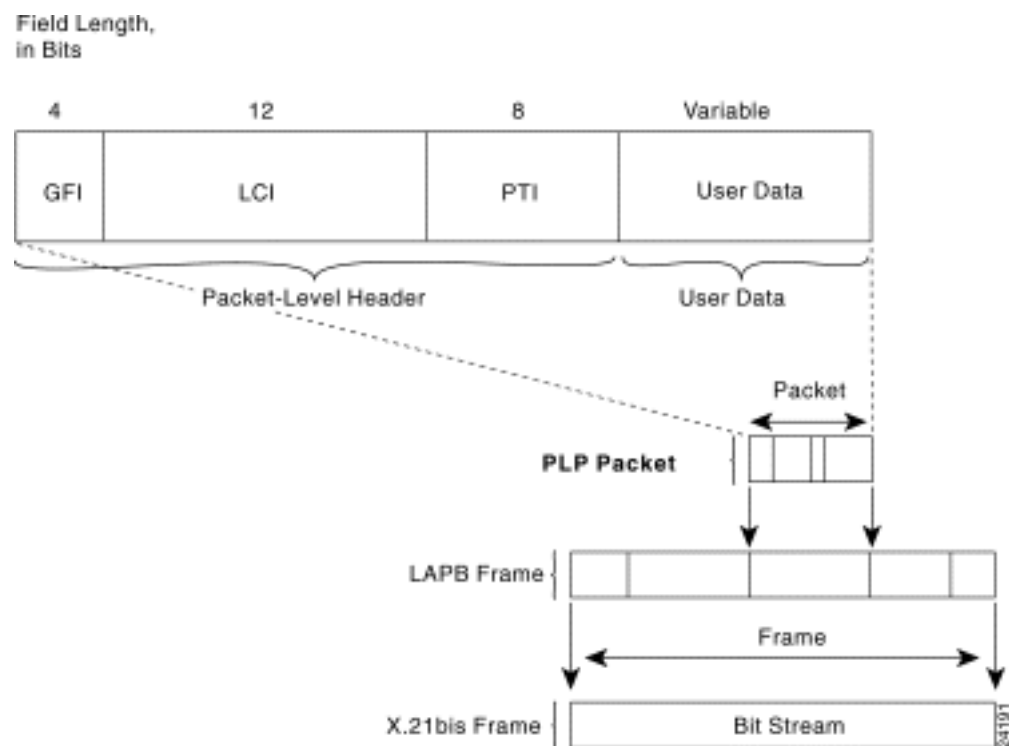 Field Length,
in Bits
4 12 8 Variable
GFI LCI PTI User Data
Packet-Level Header User Data
Packet
PLP Packet
LAPB Frame
Frame
X.21bis Frame Bit Stream
24191